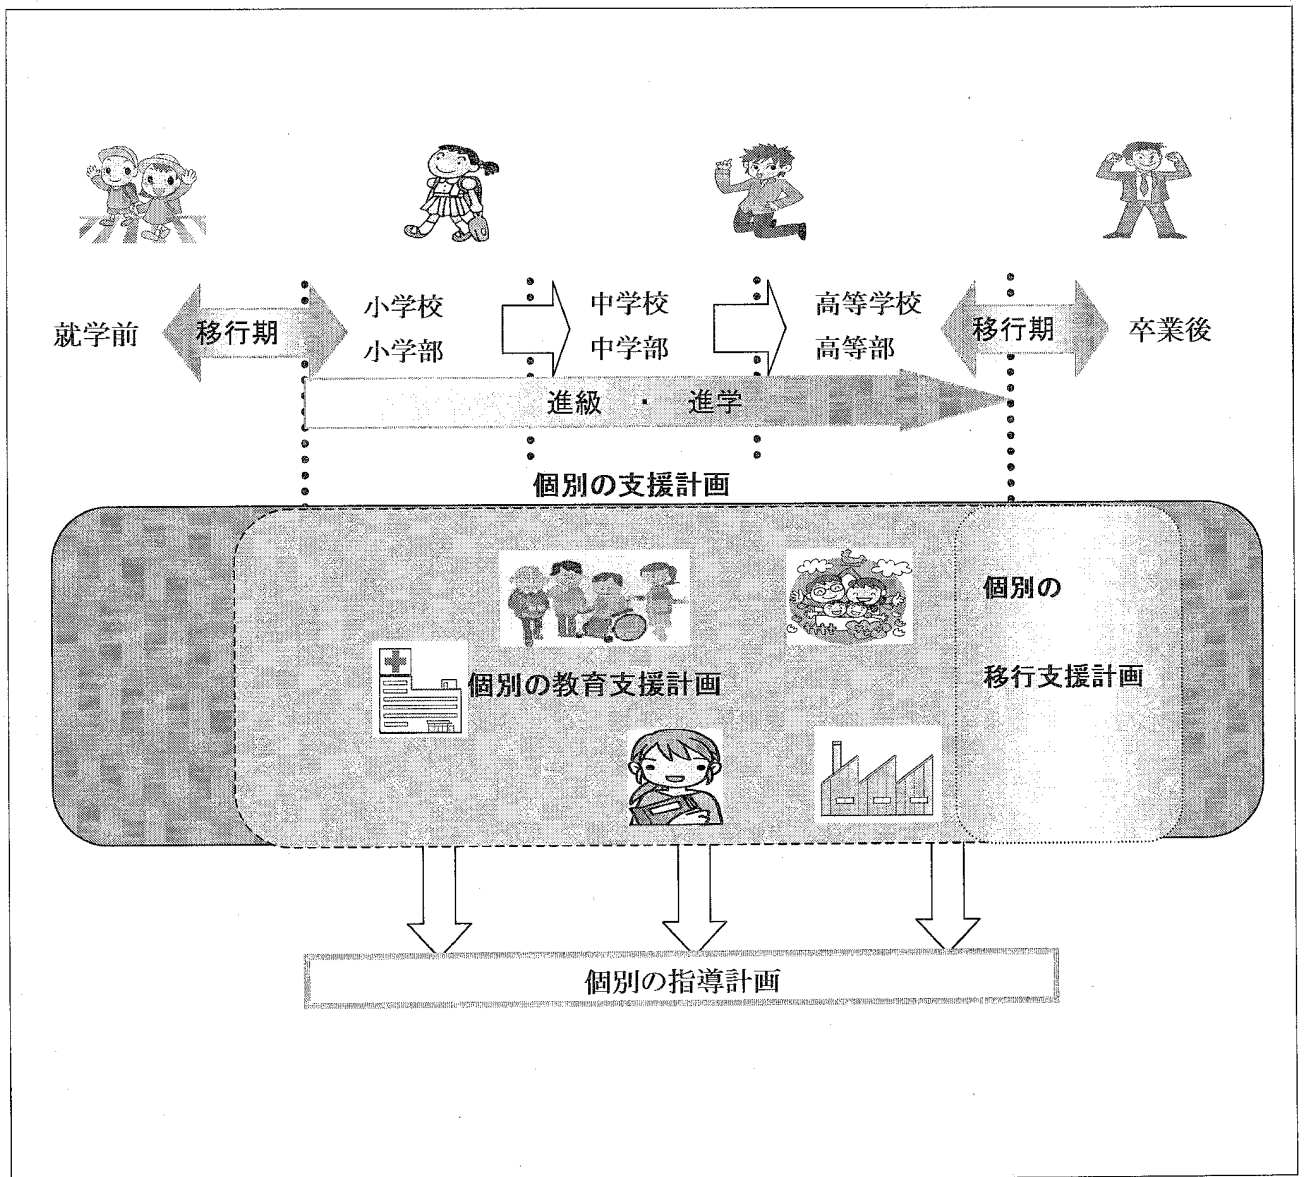 就学前
移行期
小学校
小学部
中学校
中学部
高等学校
高等部
移行期
卒業後
進級 ・ 進学
個別の支援計画
個別の教育支援計画
個別の
移行支援計画
個別の指導計画